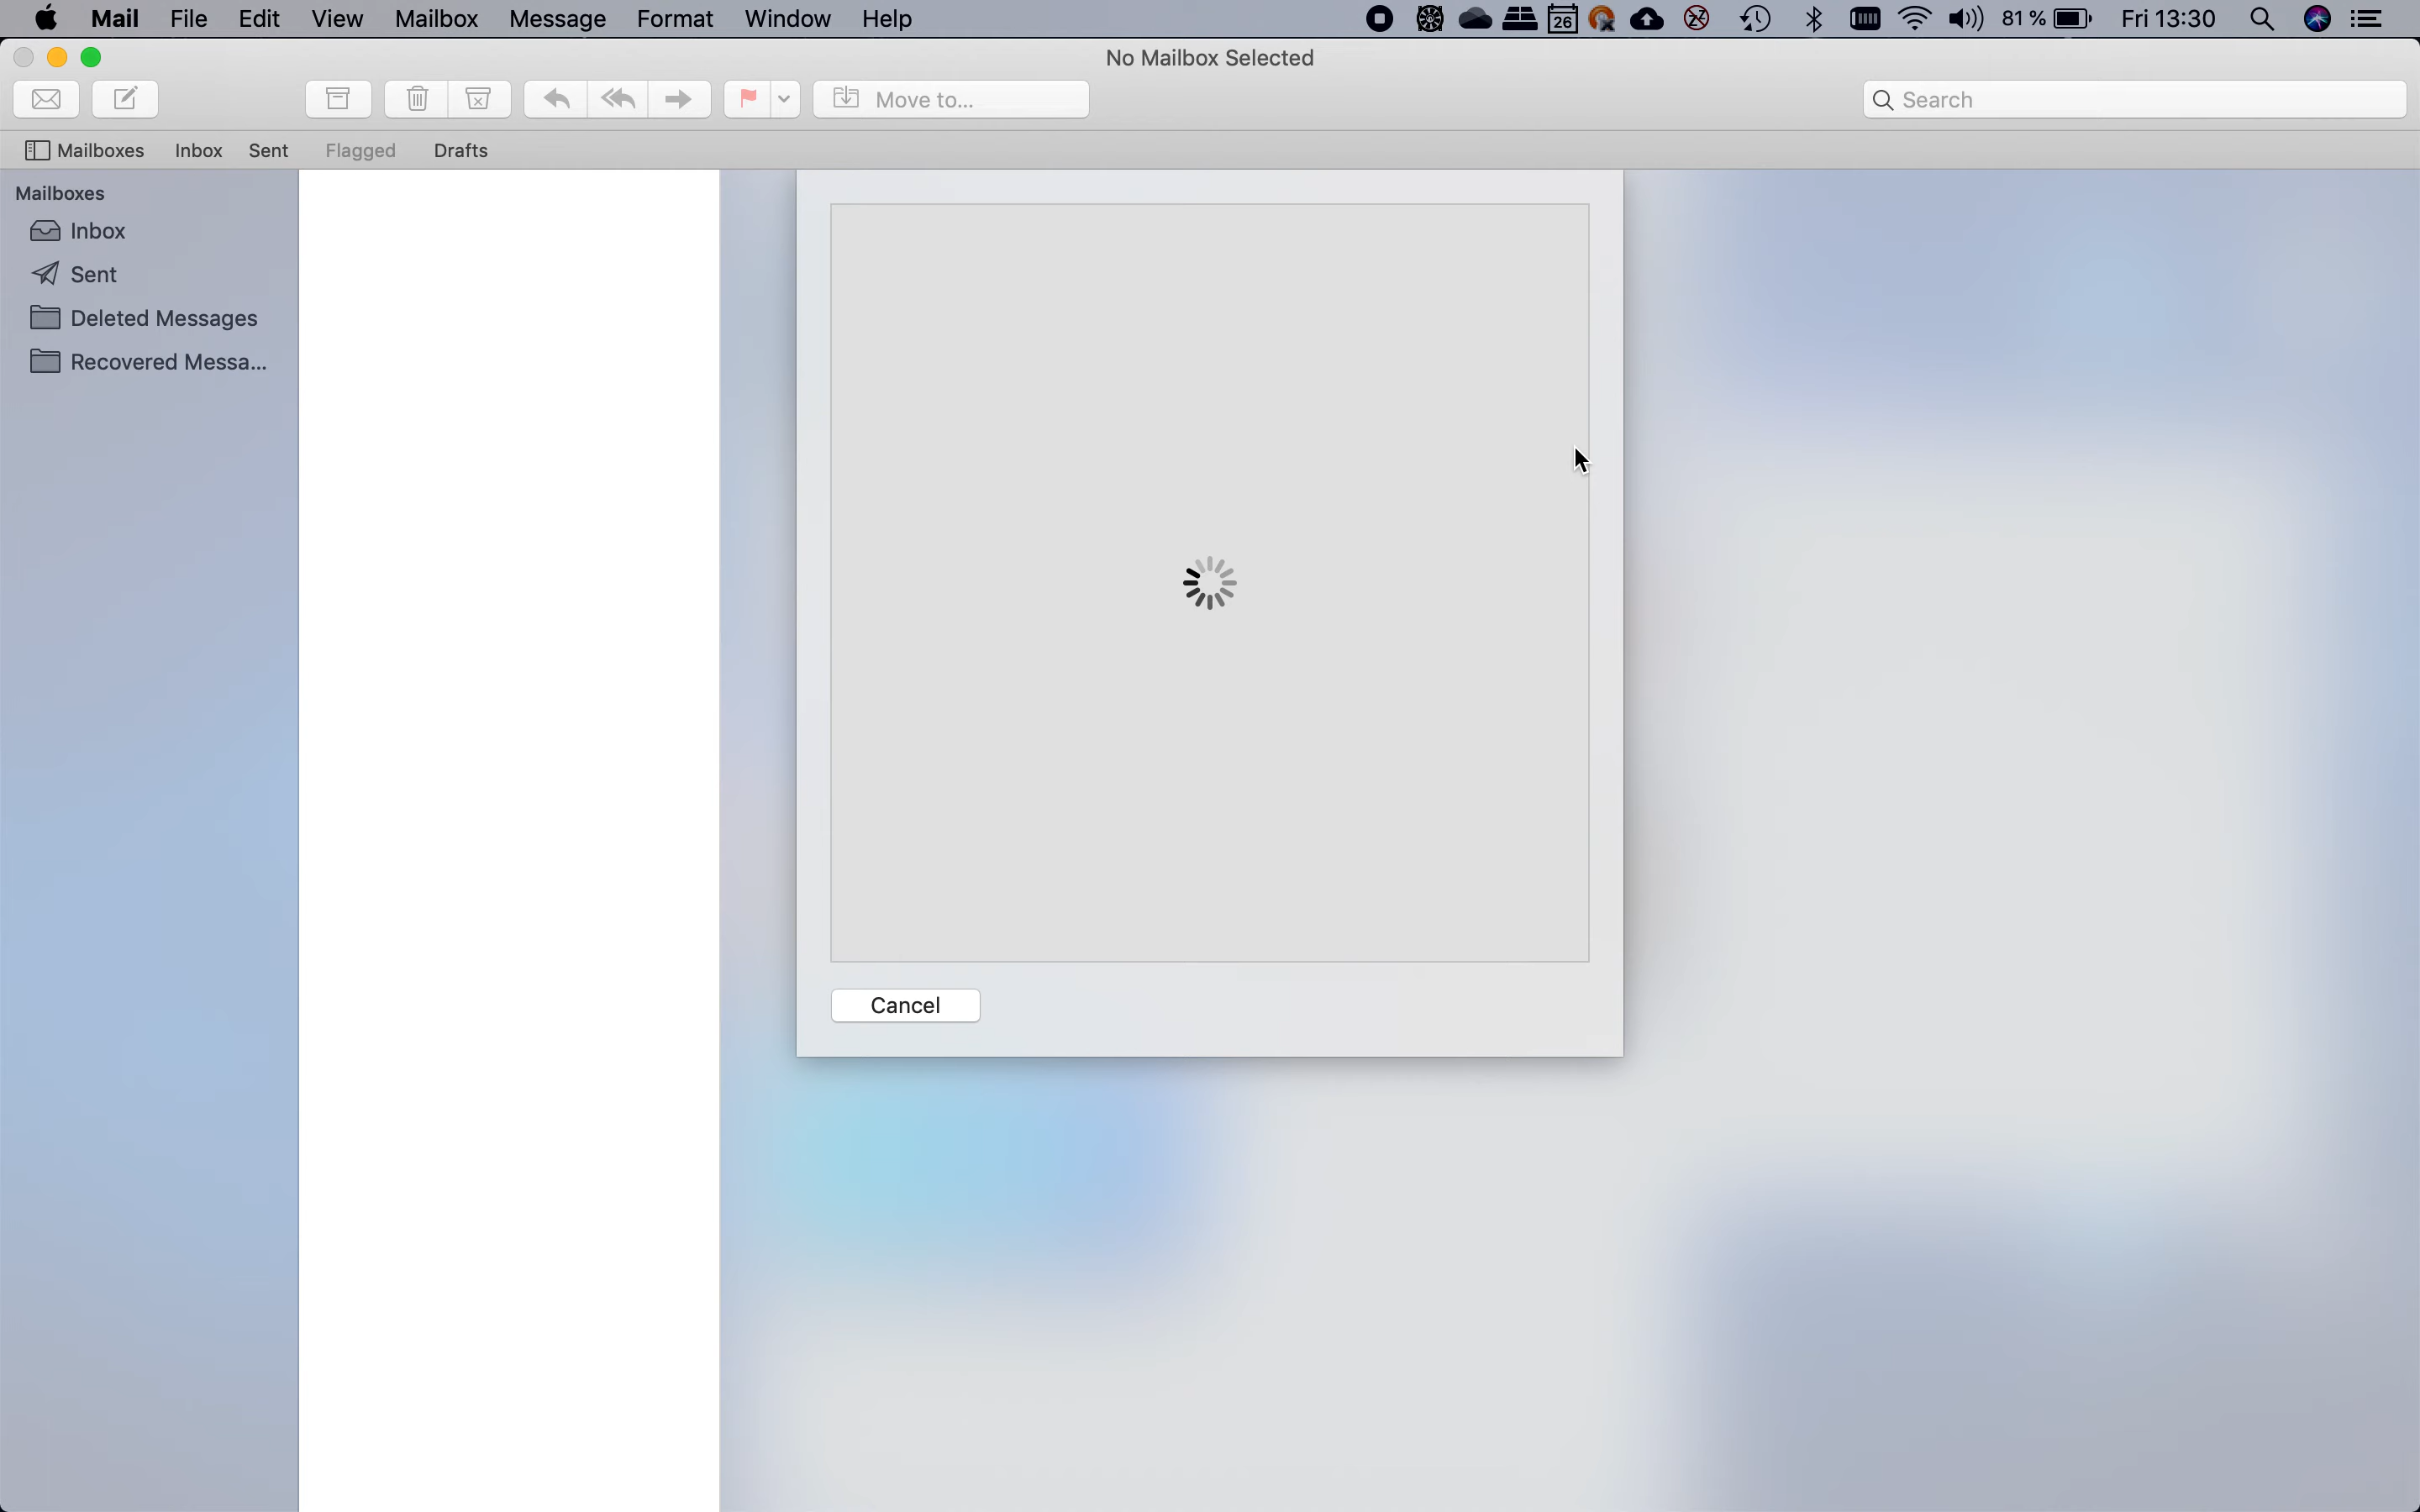 Mail File Edit View Mailbox Message Format Window Help 26 81 % Fri 13:30
No Mailbox Selected
Move to...
Search
Mailboxes Inbox Sent Flagged Drafts
Mailboxes
Inbox
Sent
Deleted Messages
Recovered Messa...
Cancel